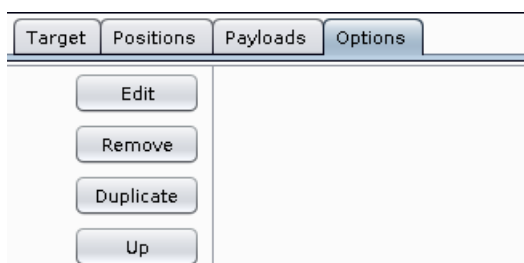 Target Positions Payloads Options
Edit
Remove
Duplicate
Up